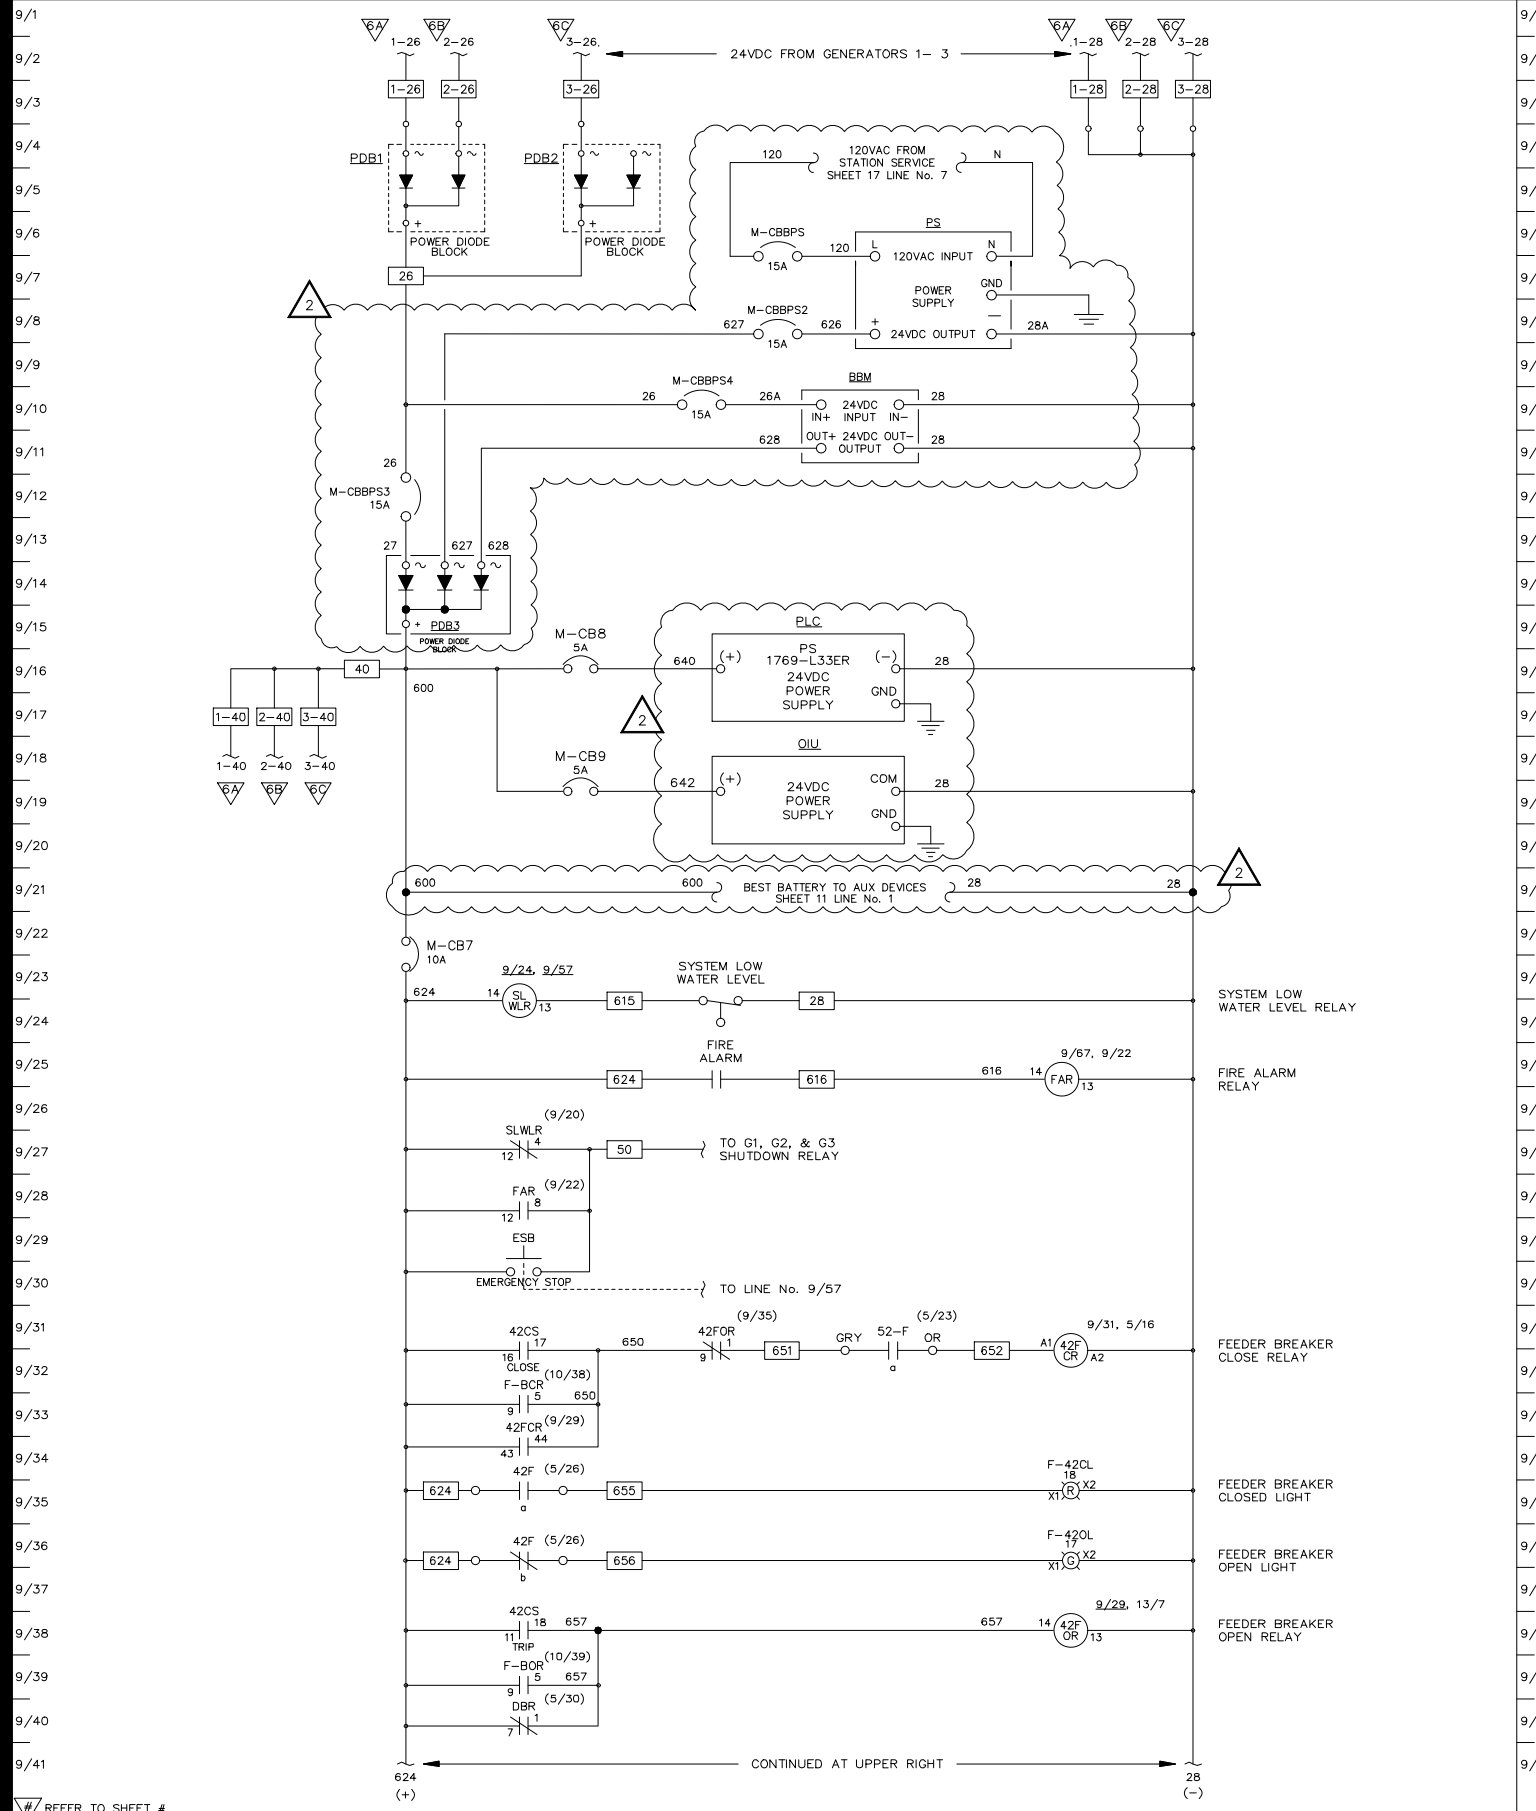 9/1
6A 6B 6C 6A 6B 6C
1-26 2-26 3-26. .1-28 2-28 3-28
9/2
24VDC FROM GENERATORS 1- 3
1-26 2-26 3-26 1-28 2-28 3-28
9/3
9/4
PDB1 PDB2
120 120VAC FROM N
STATION SERVICE
SHEET 17 LINE No. 7
9/5
9/6
+ +
POWER DIODE
BLOCK
POWER DIODE
BLOCK
PS
M-CBBPS
15A
120 L 120VAC INPUT N
9/7
26
GND
POWER
SUPPLY
2
9/8
M-CBBPS2
15A
627 626 + 24VDC OUTPUT − 28A
9/9
M-CBBPS4
15A
BBM
9/10
26 26A 24VDC 28
IN+ INPUT IN-
OUT+ 24VDC OUT-
9/11
628 OUTPUT 28
26
9/12
M-CBBPS3
15A
9/13
27 627 628
9/14
9/15
+ PDB3
POWER DIODE
BLOCK
M-CB8
5A
PLC
9/16
40
600
640 (+) PS (-) 28
1769-L33ER
24VDC
POWER
SUPPLY
GND
9/17
1-40 2-40 3-40
2
9/18
1-40 2-40 3-40
6A 6B 6C
M-CB9
5A
OIU
9/19
642 (+) 24VDC COM 28
POWER
SUPPLY
GND
9/20
2
9/21
600 600 BEST BATTERY TO AUX DEVICES 28 28
SHEET 11 LINE No. 1
9/22
M-CB7
10A
9/23
9/24, 9/57
SYSTEM LOW
WATER LEVEL
624 14 SL
WLR 13 615 28
SYSTEM LOW
WATER LEVEL RELAY
9/24
9/25
FIRE
ALARM
9/67, 9/22
624 616 616 14 FAR 13
FIRE ALARM
RELAY
9/26
(9/20)
9/27
SLWLR
12 4 50
TO G1, G2, & G3
SHUTDOWN RELAY
9/28
FAR (9/22)
12 8
9/29
ESB
9/30
EMERGENCY STOP
TO LINE No. 9/57
9/31
42CS
16 17
CLOSE
650
(9/35)
42FOR
9 1
651 GRY 52-F
a
(5/23)
OR 652
9/31, 5/16
A1 42F
CR A2
FEEDER BREAKER
CLOSE RELAY
9/32
F-BCR (10/38)
9 5 650
9/33
42FCR (9/29)
43 44
9/34
42F (5/26)
F-42CL
18
624 a 655 X1 R X2
FEEDER BREAKER
CLOSED LIGHT
9/35
9/36
42F (5/26)
F-42OL
17
624 b 656 X1 G X2
FEEDER BREAKER
OPEN LIGHT
9/37
9/38
42CS
11 18 657
TRIP
657
9/29, 13/7
14 42F
OR 13
FEEDER BREAKER
OPEN RELAY
9/39
F-BOR (10/39)
9 5 657
9/40
DBR (5/30)
7 1
9/41
CONTINUED AT UPPER RIGHT
624
(+)
28
(-)
# REFER TO SHEET #